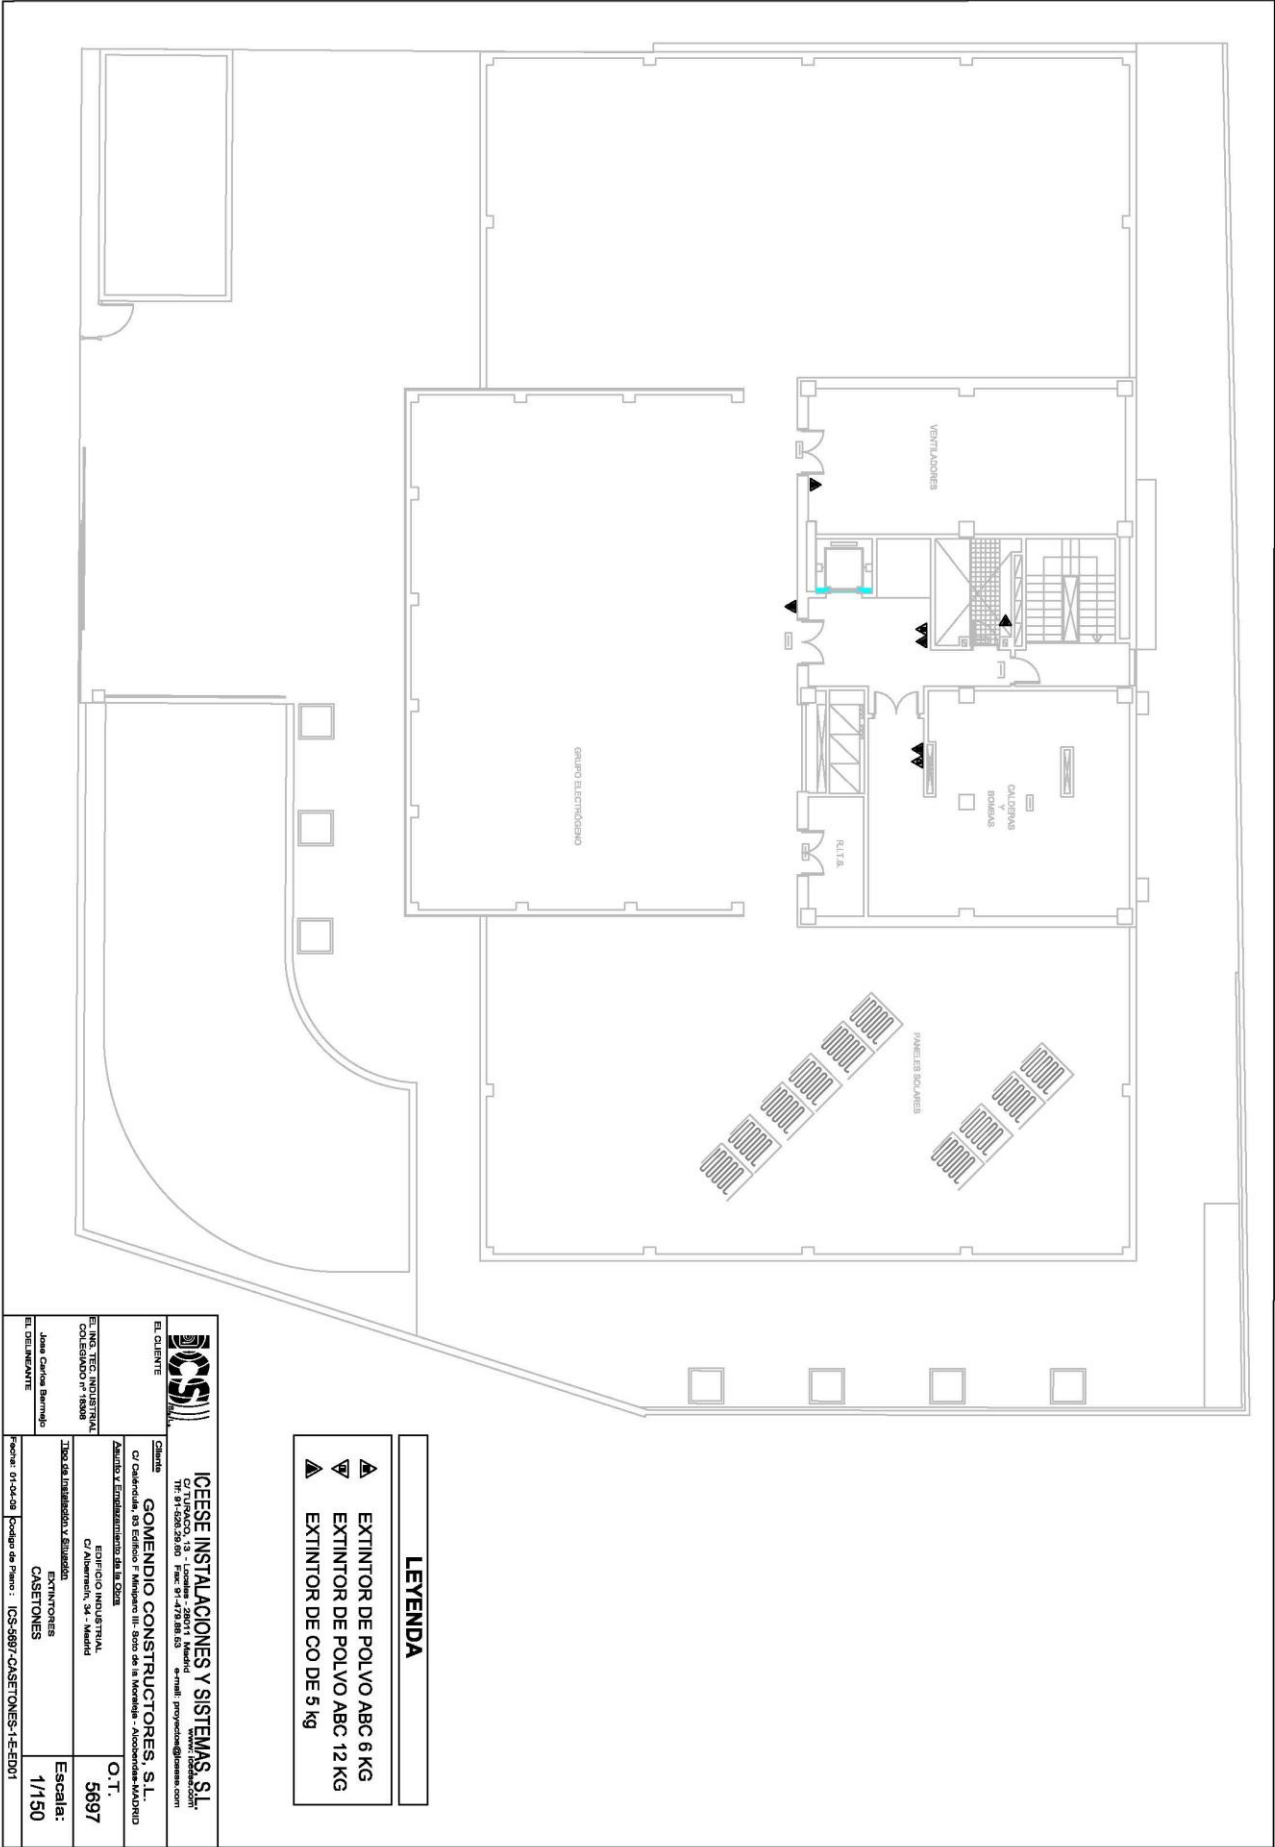 VENTILADORES
GRUPO ELECTRÓGENO
CALDERAS
Y
BOMBAS
R.I.T.S.
PANELES SOLARES
LEYENDA
EXTINTOR DE POLVO ABC 6 KG
EXTINTOR DE POLVO ABC 12 KG
EXTINTOR DE CO DE 5 kg
ICSI
ICEESE INSTALACIONES Y SISTEMAS, S.L.
www.iceese.com
C/ TURACO, 13 - Locales - 28011 Madrid
Tlf: 91-526.29.60 Fax: 91-479.88.53 e-mail: proyectos@iceese.com
EL CLIENTE
Cliente
GOMENDIO CONSTRUCTORES, S.L.
C/ Caléndula, 93 Edificio F Miniparc III- Soto de la Moraleja - Alcobendas-MADRID
EL ING. TEC. INDUSTRIAL
COLEGIADO nº 18308
Asunto y Emplazamiento de la Obra
EDIFICIO INDUSTRIAL
C/ Albarracín, 34 - Madrid
O.T.
5697
Jose Carlos Bermejo
EL DELINEANTE
Tipo de Instalación y Situación
EXTINTORES
CASETONES
Escala:
1/150
Fecha: 01-04-09
Codigo de Plano : ICS-5697-CASETONES-1-E-ED01